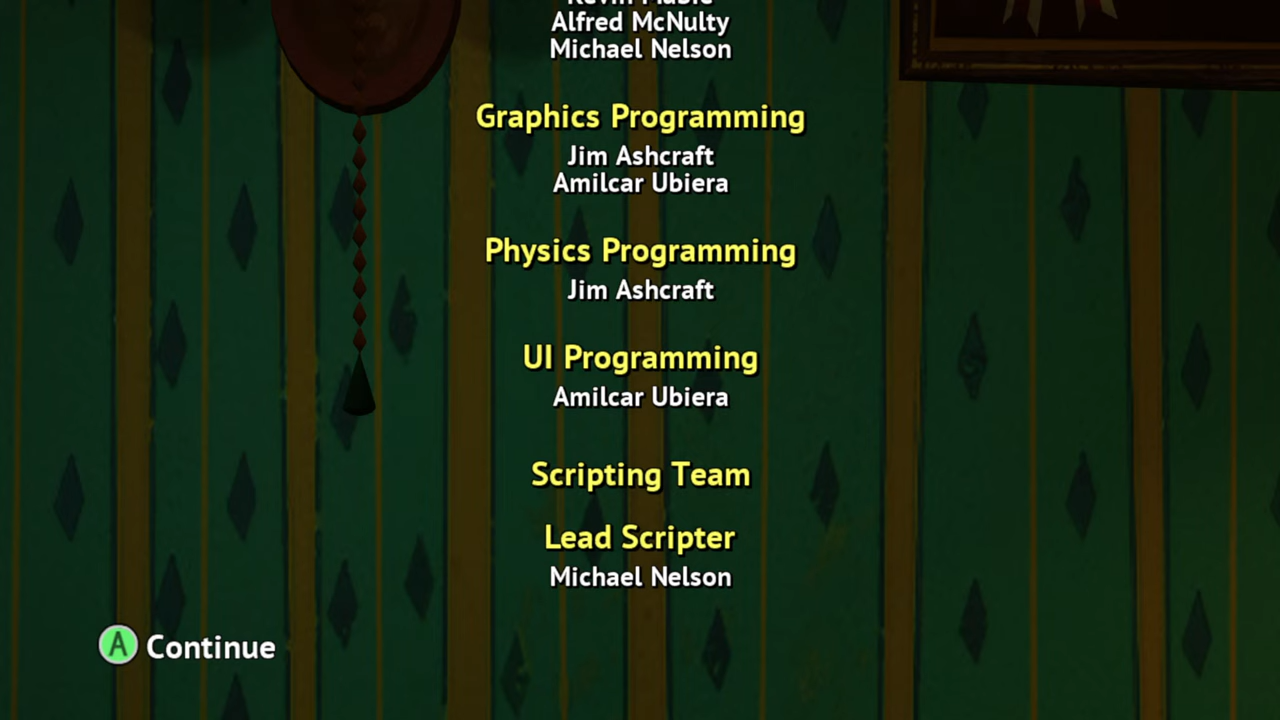 Alfred McNulty
Michael Nelson
Graphics Programming
Jim Ashcraft
Amilcar Ubiera
Physics Programming
Jim Ashcraft
UI Programming
Amilcar Ubiera
Scripting Team
Lead Scripter
Michael Nelson
A Continue